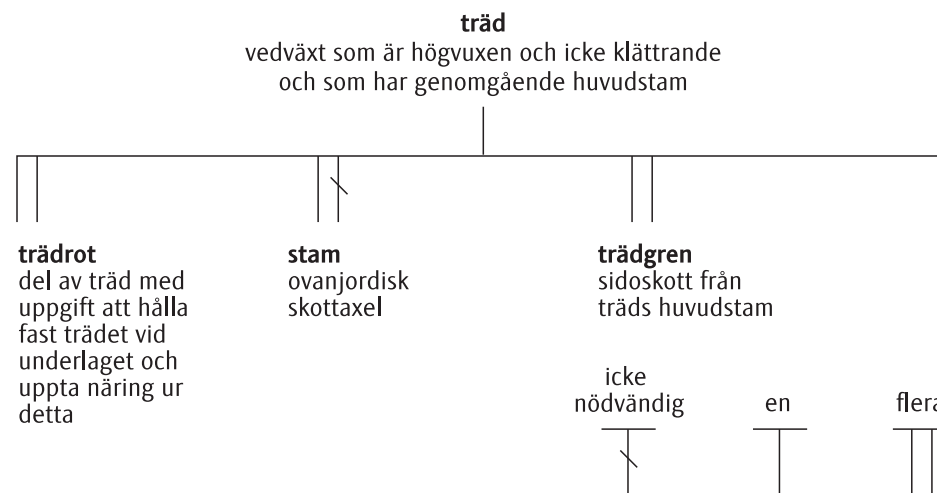 träd
vedväxt som är högvuxen och icke klättrande
och som har genomgående huvudstam
trädrot
del av träd med
uppgift att hålla
fast trädet vid
underlaget och
uppta näring ur
detta
stam
ovanjordisk
skottaxel
trädgren
sidoskott från
träds huvudstam
icke
nödvändig
en
flera